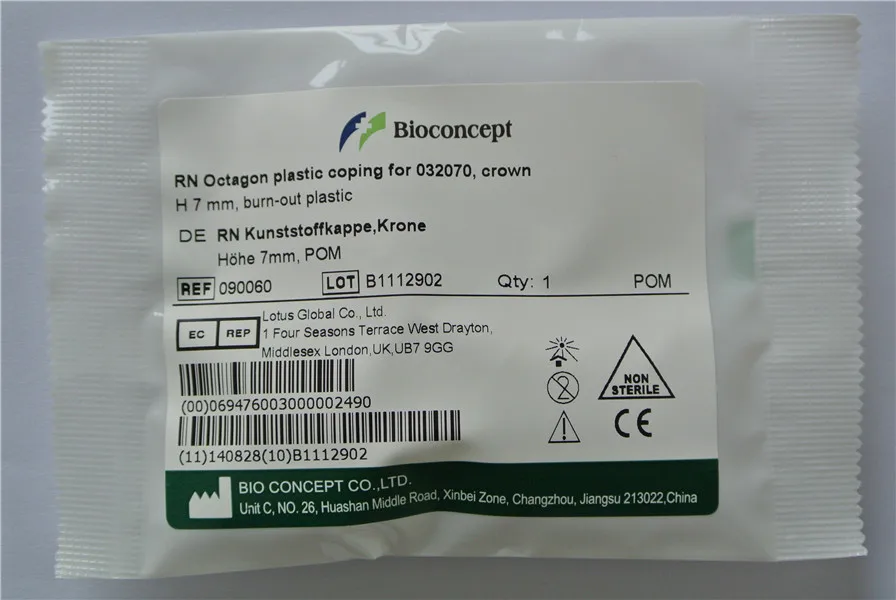 Bioconcept
RN Octagon plastic coping for 032070, crown
H 7 mm, burn-out plastic
DE RN Kunststoffkappe,Krone
Höhe 7mm, POM
REF 090060 LOT B1112902 Qty: 1 POM
EC REP
Lotus Global Co., Ltd.
1 Four Seasons Terrace West Drayton,
Middlesex London,UK,UB7 9GG
(00)069476003000002490
(11)140828(10)B1112902
2
NON
STERILE
CE
BIO CONCEPT CO.,LTD.
Unit C, NO. 26, Huashan Middle Road, Xinbei Zone, Changzhou, Jiangsu 213022,China